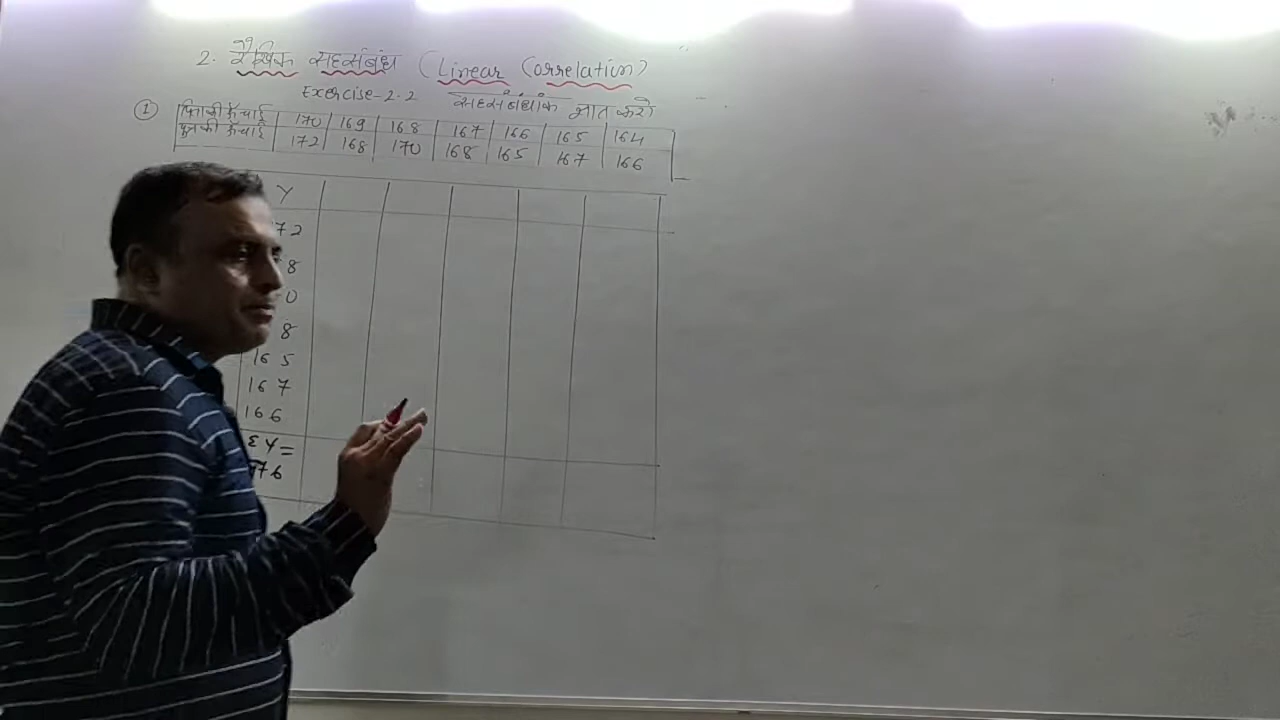 2. रैखिक सहसंबंध (Linear Correlation)
Exercise-2.2 सहसंबंधांक ज्ञात करो
① पिता की ऊँचाई 170 169 168 167 166 165 164
पुत्र की ऊँचाई 172 168 170 168 165 167 166
Y
72
8
0
8
165
167
166
ΣY=
76